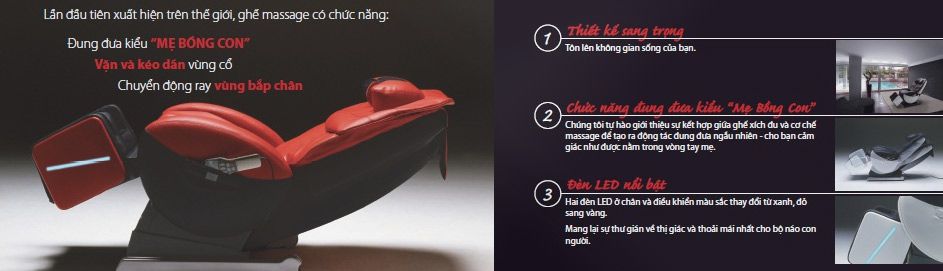 Lần đầu tiên xuất hiện trên thế giới, ghế massage có chức năng:
Đung đưa kiểu “MẸ BỒNG CON”
Vặn và kéo dãn vùng cổ
Chuyển động ray vùng bắp chân
1 Thiết kế sang trọng
Tôn lên không gian sống của bạn.
2 Chức năng đung đưa kiểu “Mẹ Bồng Con”
Chúng tôi tự hào giới thiệu sự kết hợp giữa ghế xích đu và cơ chế
massage để tạo ra động tác đung đưa ngẫu nhiên - cho bạn cảm
giác như được nằm trong vòng tay mẹ.
3 Đèn LED nổi bật
Hai đèn LED ở chân và điều khiển màu sắc thay đổi từ xanh, đỏ
sang vàng.
Mang lại sự thư giãn về thị giác và thoải mái nhất cho bộ não con
người.